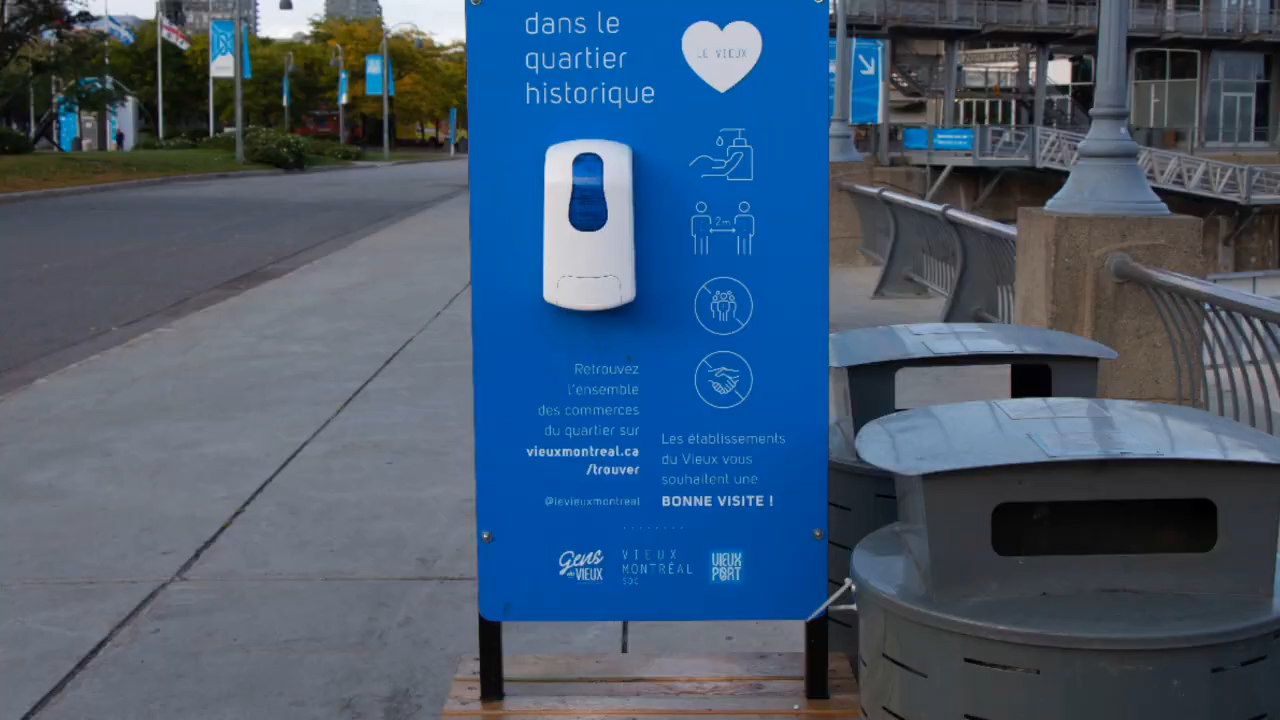 dans le
quartier
historique
LE VIEUX
2m
Retrouvez
l'ensemble
des commerces
du quartier sur
vieuxmontreal.ca
/trouver
@levieuxmontreal
Les établissements
du Vieux vous
souhaitent une
BONNE VISITE !
Gens
du VIEUX
VIEUX
MONTRÉAL
SDC
VIEUX
PORT